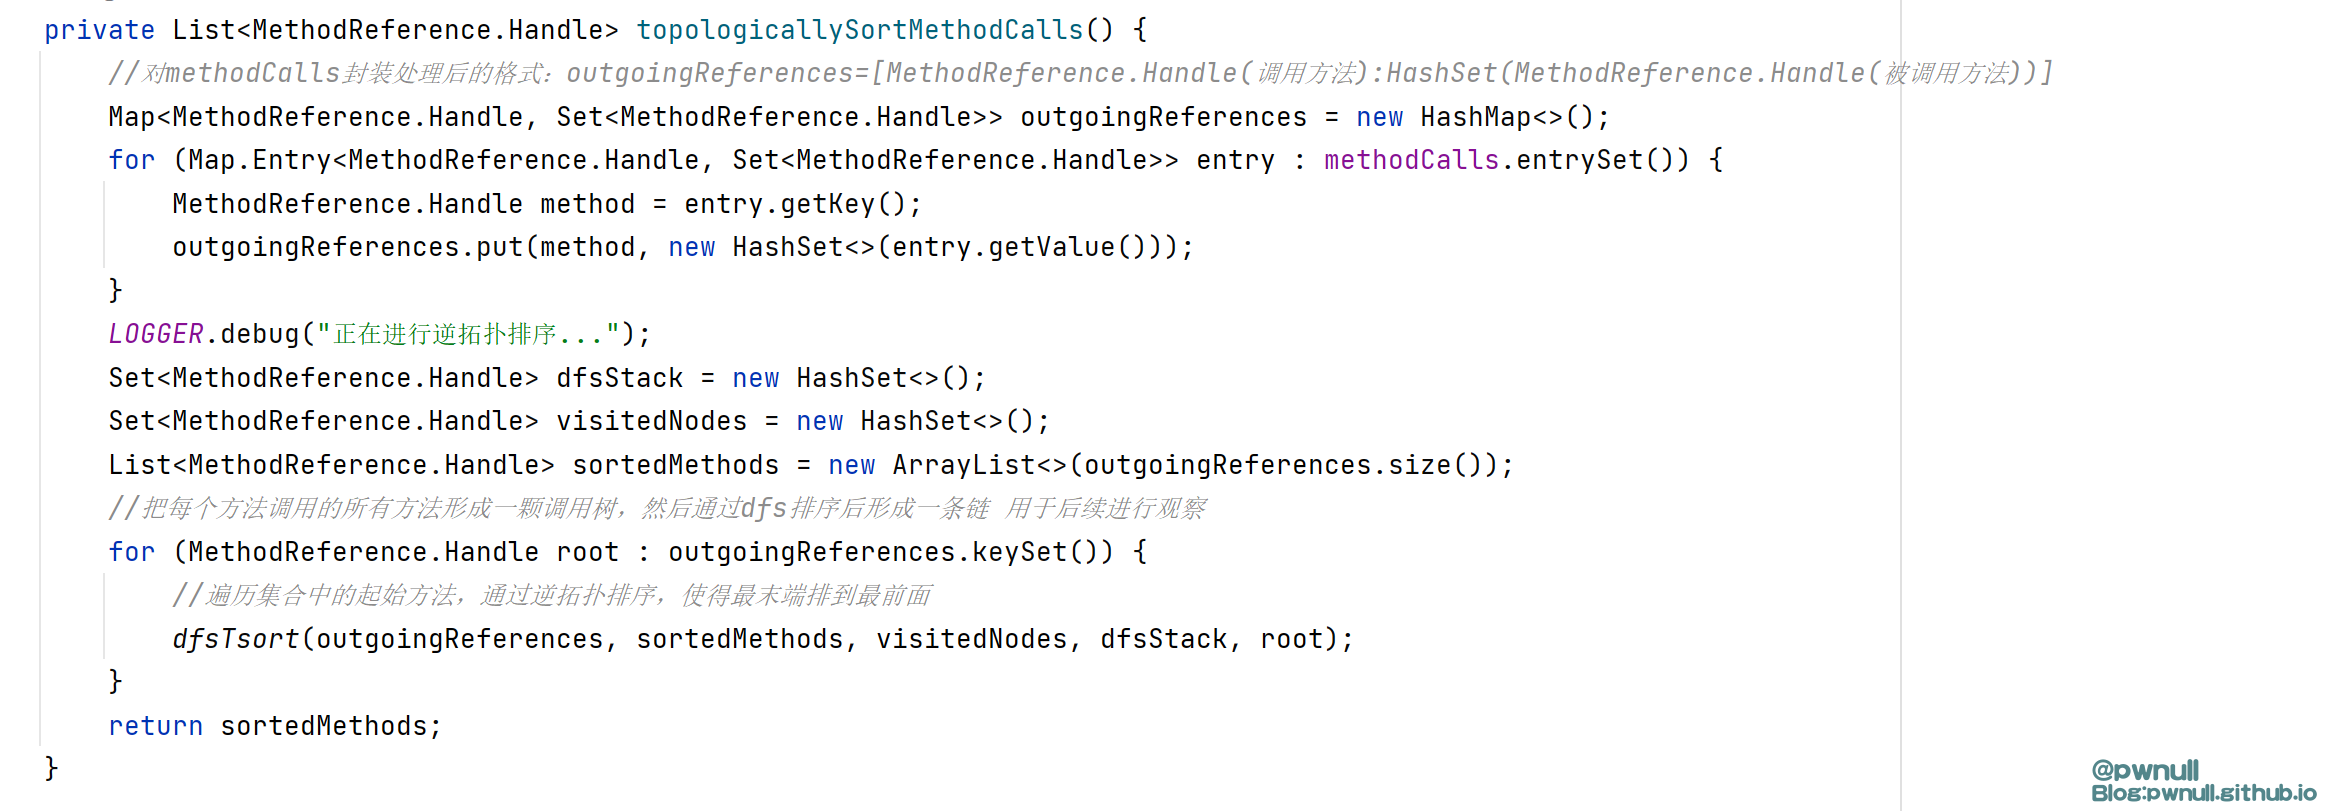 private List<MethodReference.Handle> topologicallySortMethodCalls() {
//对methodCalls封装处理后的格式：outgoingReferences=[MethodReference.Handle(调用方法):HashSet(MethodReference.Handle(被调用方法))]
Map<MethodReference.Handle, Set<MethodReference.Handle>> outgoingReferences = new HashMap<>();
for (Map.Entry<MethodReference.Handle, Set<MethodReference.Handle>> entry : methodCalls.entrySet()) {
MethodReference.Handle method = entry.getKey();
outgoingReferences.put(method, new HashSet<>(entry.getValue()));
}
LOGGER.debug("正在进行逆拓扑排序...");
Set<MethodReference.Handle> dfsStack = new HashSet<>();
Set<MethodReference.Handle> visitedNodes = new HashSet<>();
List<MethodReference.Handle> sortedMethods = new ArrayList<>(outgoingReferences.size());
//把每个方法调用的所有方法形成一颗调用树，然后通过dfs排序后形成一条链 用于后续进行观察
for (MethodReference.Handle root : outgoingReferences.keySet()) {
//遍历集合中的起始方法，通过逆拓扑排序，使得最末端排到最前面
dfsTsort(outgoingReferences, sortedMethods, visitedNodes, dfsStack, root);
}
return sortedMethods;
}
@pwnull
Blog:pwnull.github.io